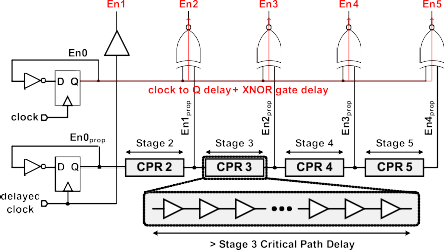 En1 En2 En3 En4 En5
En0
D Q
clock to Q delay+ XNOR gate delay
clock
En1prop En2prop En3prop En4prop
En0prop
Stage 2 Stage 3 Stage 4 Stage 5
D Q
CPR 2 CPR 3 CPR 4 CPR 5
delayed
clock
> Stage 3 Critical Path Delay